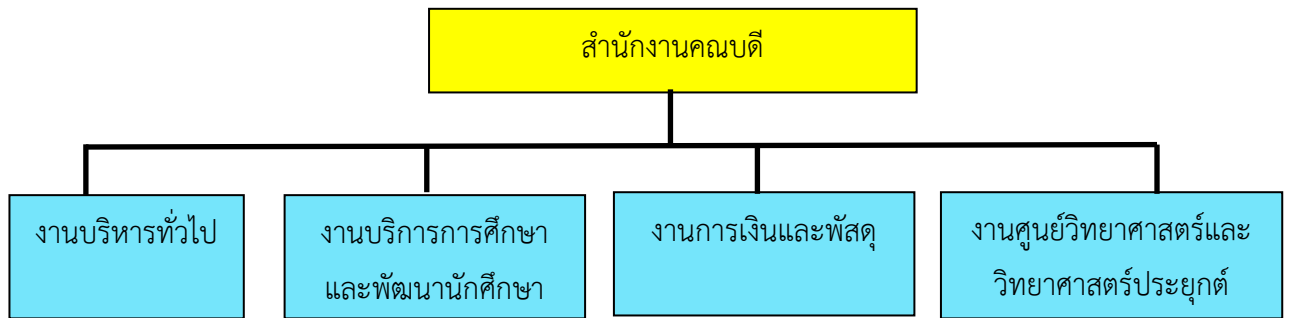 สำนักงานคณบดี
งานบริหารทั่วไป
งานบริการการศึกษา
และพัฒนานักศึกษา
งานการเงินและพัสดุ
งานศูนย์วิทยาศาสตร์และ
วิทยาศาสตร์ประยุกต์